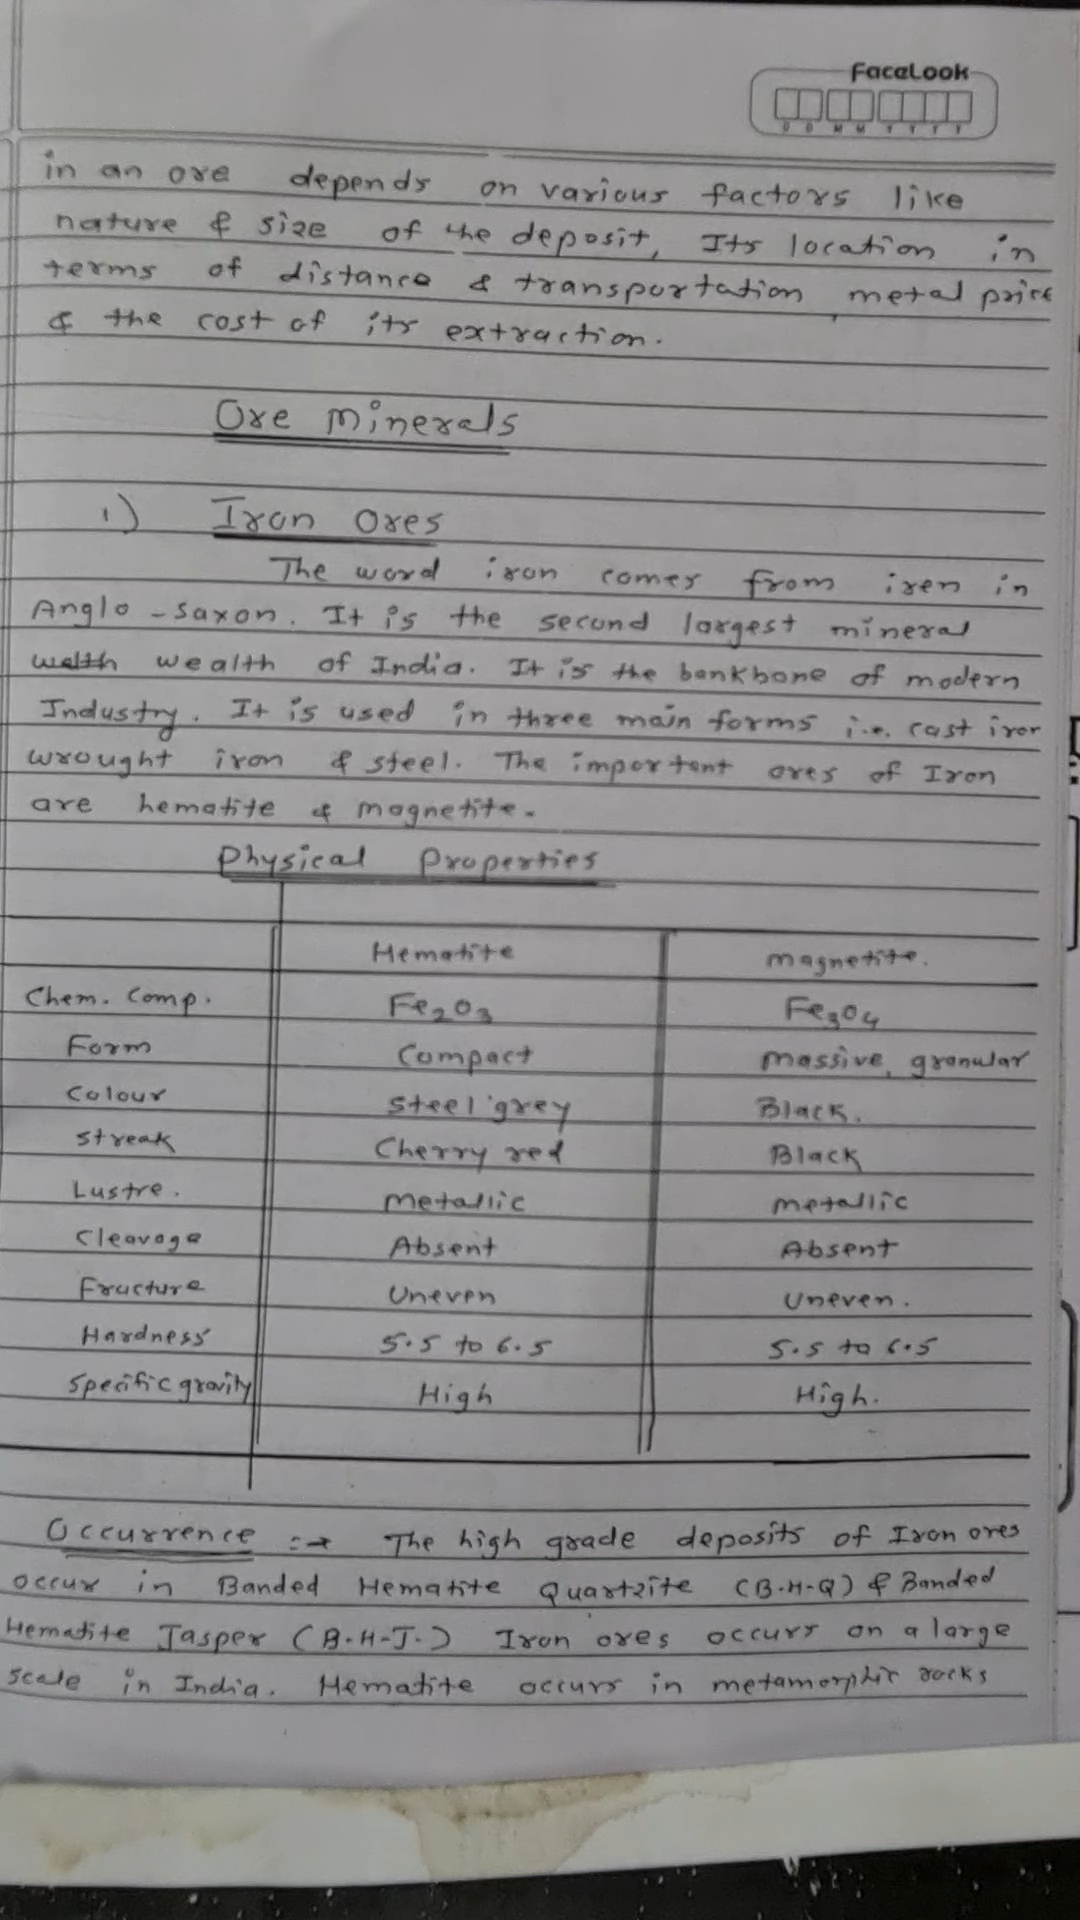 FaceLook
D D M M Y Y Y Y
in an ore depends on various factors like
nature & size of the deposit, Its location in
terms of distance & transportation, metal price
& the cost of its extraction.
Ore Minerals
1) Iron Ores
The word iron comes from iren in
Anglo-Saxon. It is the second largest mineral
welth wealth of India. It is the bankbone of modern
Industry. It is used in three main forms i.e. cast iron
wrought iron & steel. The important ores of Iron
are hematite & magnetite.
Physical Properties
Hematite magnetite.
Chem. Comp. Fe2O3 Fe3O4
Form Compact Massive, granular
Colour Steel grey Black.
Streak Cherry red Black
Lustre. Metallic metallic
Cleavage Absent Absent
Fructure Uneven Uneven.
Hardness 5.5 to 6.5 5.5 to 6.5
Specific gravity High High.
Occurrence :→ The high grade deposits of Iron ores
occur in Banded Hematite Quartzite (B.H-Q) & Banded
Hematite Jasper (B.H-J.) Iron ores occurs on a large
scale in India. Hematite occurs in metamorphic rocks